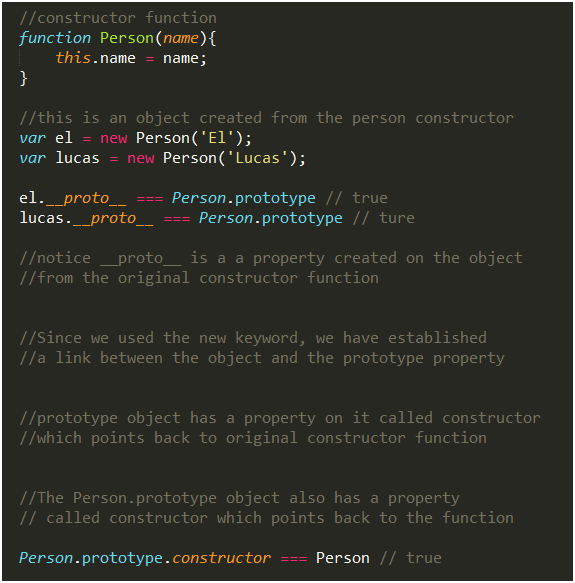 //constructor function
function Person(name){
    this.name = name;
}
//this is an object created from the person constructor
var el = new Person('El');
var lucas = new Person('Lucas');
el.__proto__ === Person.prototype // true
lucas.__proto__ === Person.prototype // ture
//notice __proto__ is a a property created on the object
//from the original constructor function
//Since we used the new keyword, we have established
//a link between the object and the prototype property
//prototype object has a property on it called constructor
//which points back to original constructor function
//The Person.prototype object also has a property
// called constructor which points back to the function
Person.prototype.constructor === Person // true